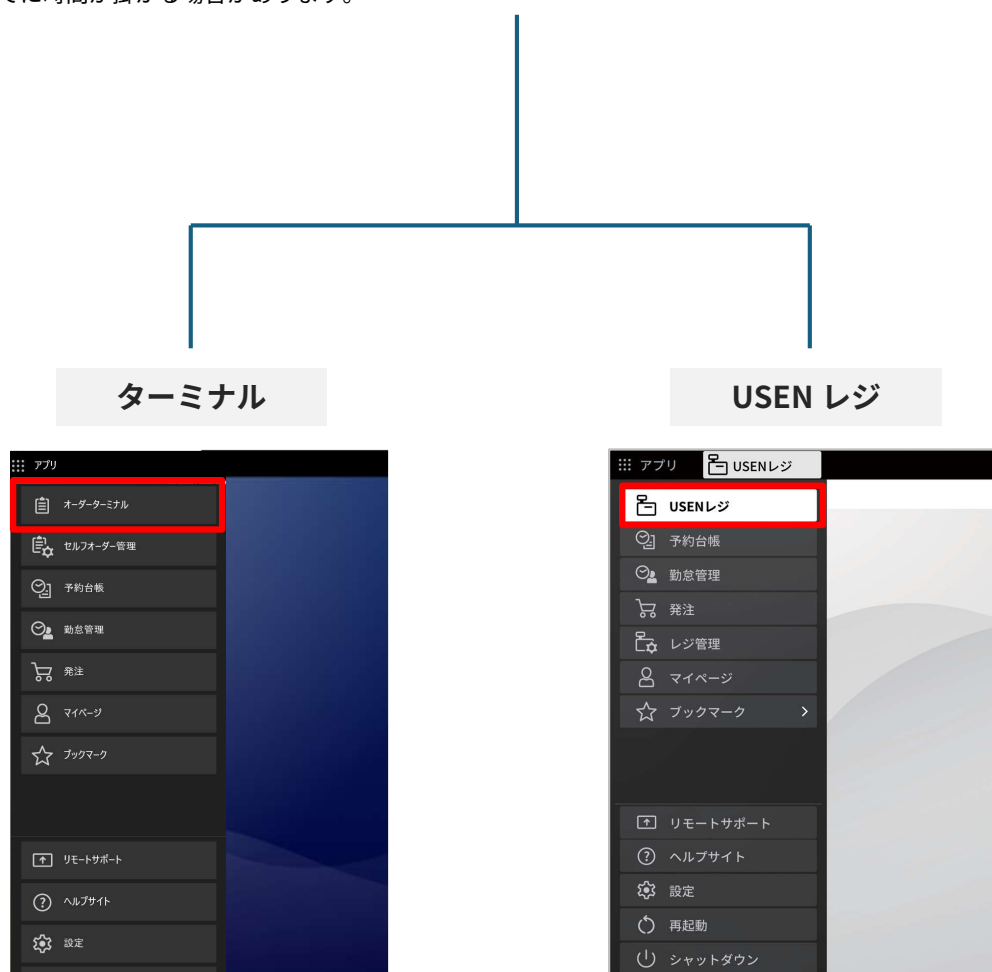 ターミナル
USEN レジ
アプリ
オーダーターミナル
セルフオーダー管理
予約台帳
勤怠管理
発注
マイページ
ブックマーク
リモートサポート
ヘルプサイト
設定
アプリ
USENレジ
USENレジ
予約台帳
勤怠管理
発注
レジ管理
マイページ
ブックマーク
リモートサポート
ヘルプサイト
設定
再起動
シャットダウン